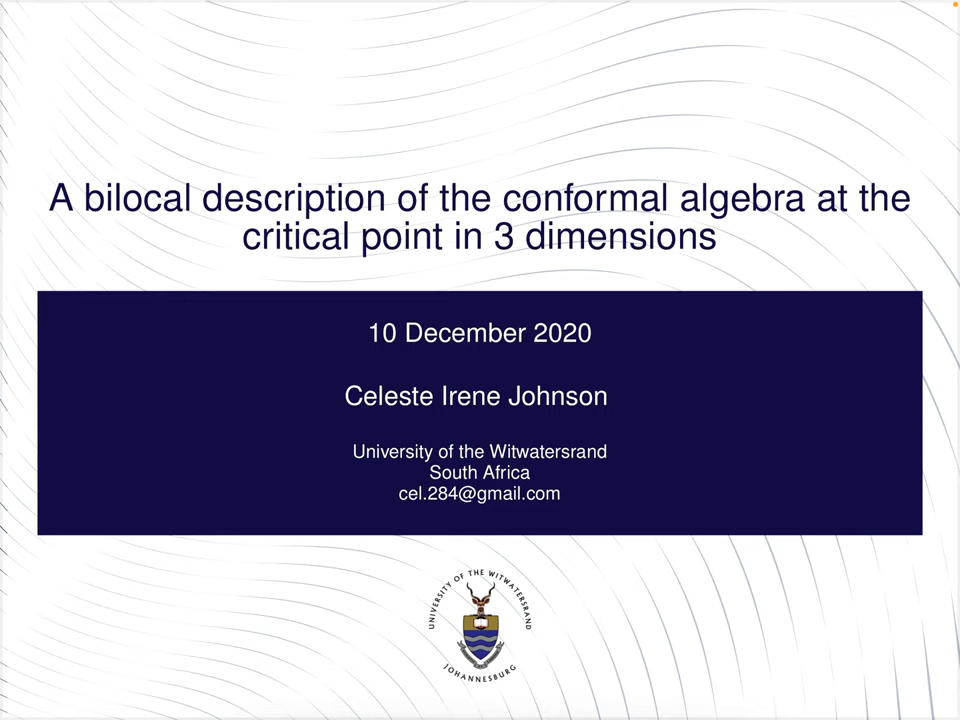 A bilocal description of the conformal algebra at the
critical point in 3 dimensions
10 December 2020
Celeste Irene Johnson
University of the Witwatersrand
South Africa
cel.284@gmail.com
UNIVERSITY OF THE WITWATERSRAND
JOHANNESBURG